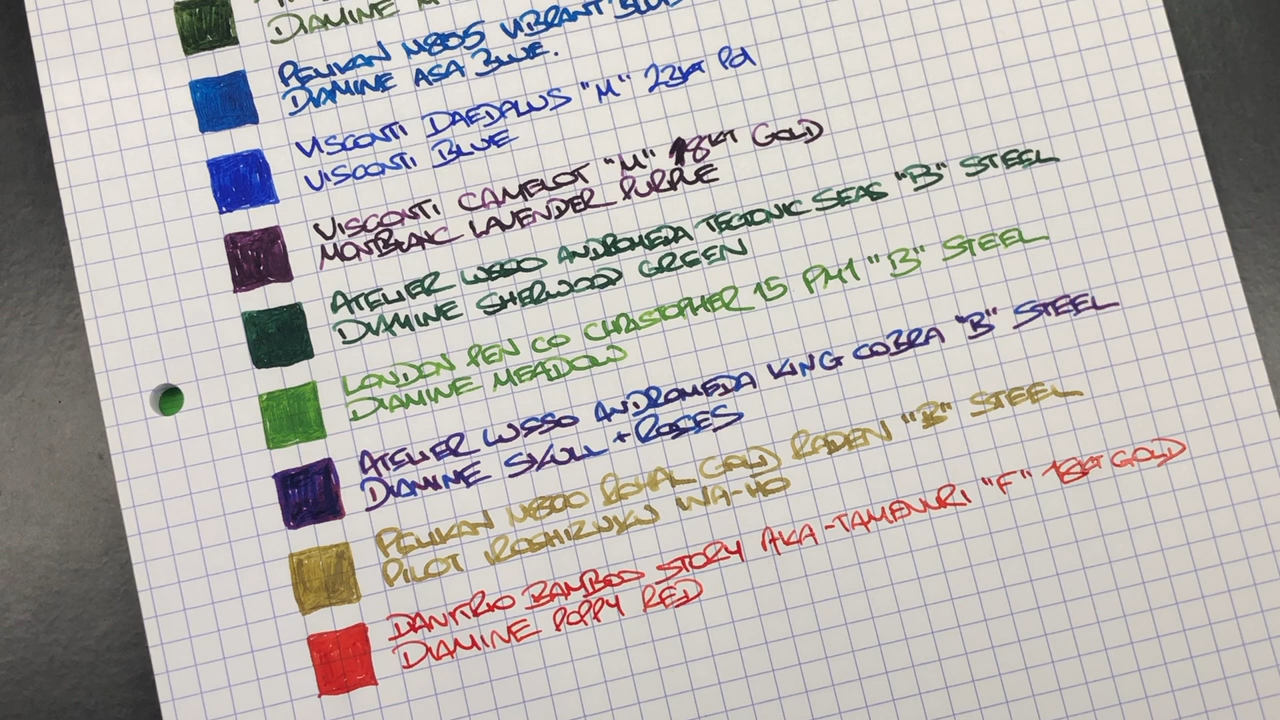 DIAMINE
PELIKAN M805 VIBRANT BLUE
DIAMINE ASA BLUE.
VISCONTI DAEDALUS "M" 23kt Pd
VISCONTI BLUE
VISCONTI CAMELOT "M" 18KT GOLD
MONTBLANC LAVENDER PURPLE
ATELIER LUSSO ANDROMEDA TECTONIC SEAS "B" STEEL
DIAMINE SHERWOOD GREEN
LONDON PEN CO CHRISTOPHER 15 PM1 "B" STEEL
DIAMINE MEADOW
ATELIER LUSSO ANDROMEDA KING COBRA "B" STEEL
DIAMINE SKULL + ROSES
PELIKAN M800 ROYAL GOLD RADEN "B" STEEL
PILOT IROSHIZUKU INA-HO
DANITRIO BAMBOO STORY AKA-TAMENURI "F" 18kt GOLD
DIAMINE POPPY RED